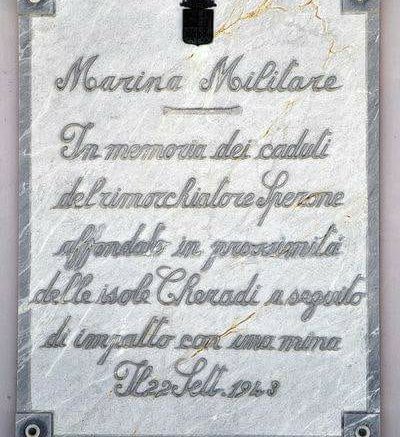 Marina Militare
In memoria dei caduti
del rimorchiatore Sperone
affondato in prossimità
delle isole Cheradi a seguito
di impatto con una mina
Il 22 Sett. 1943